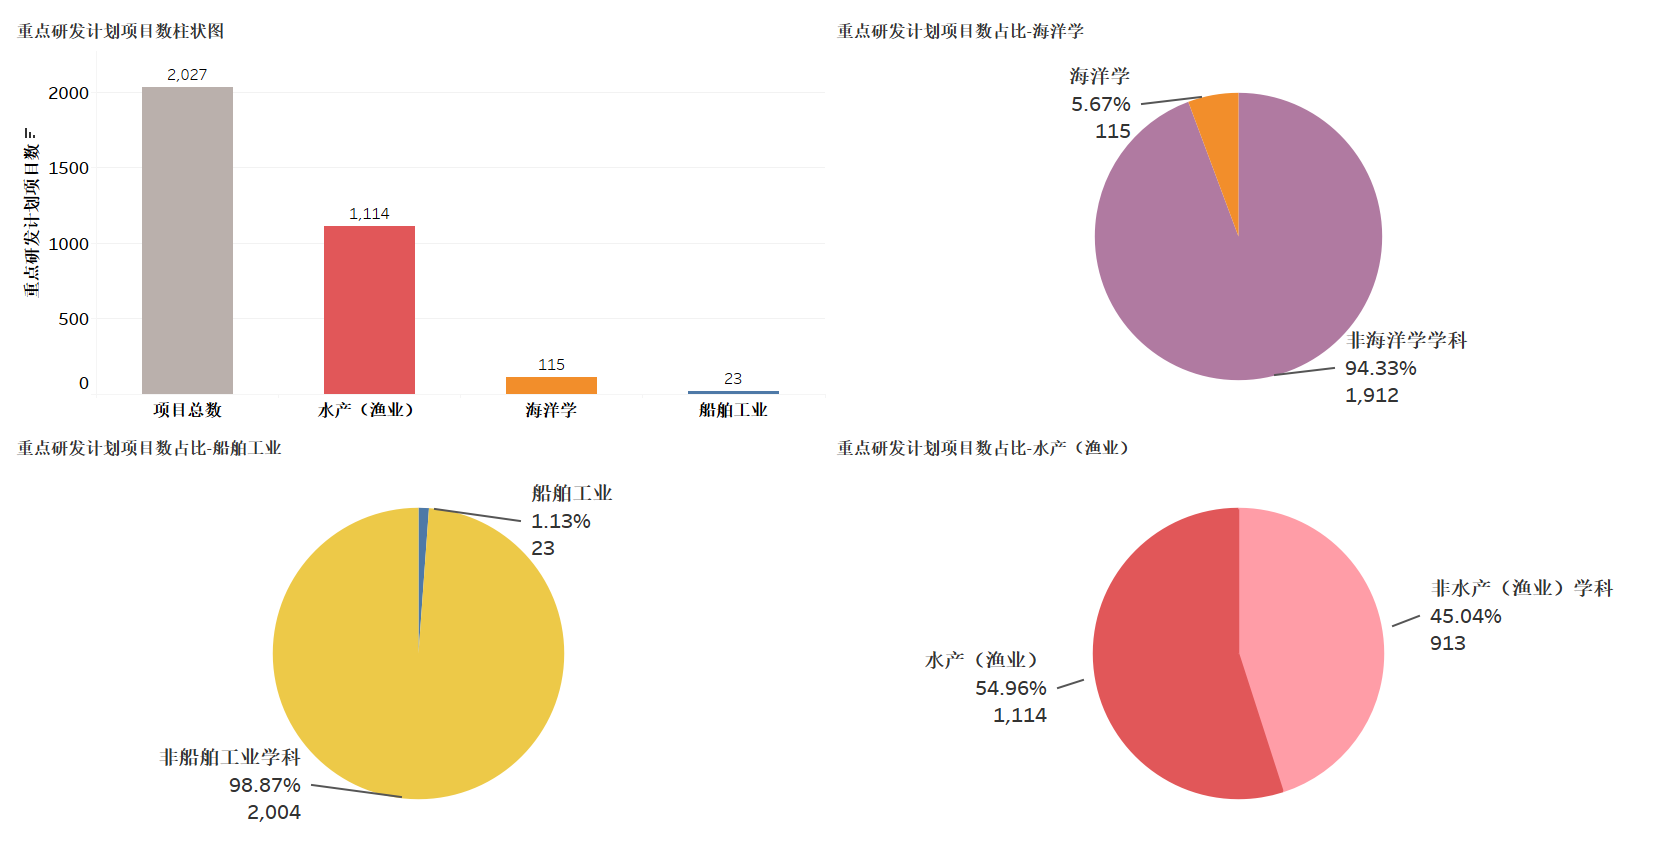 重点研发计划项目数柱状图
重点研发计划项目数
2000
1500
1000
500
0
2,027
1,114
115
23
项目总数
水产（渔业）
海洋学
船舶工业
重点研发计划项目数占比-海洋学
海洋学
5.67%
115
非海洋学学科
94.33%
1,912
重点研发计划项目数占比-船舶工业
船舶工业
1.13%
23
非船舶工业学科
98.87%
2,004
重点研发计划项目数占比-水产（渔业）
非水产（渔业）学科
45.04%
913
水产（渔业）
54.96%
1,114